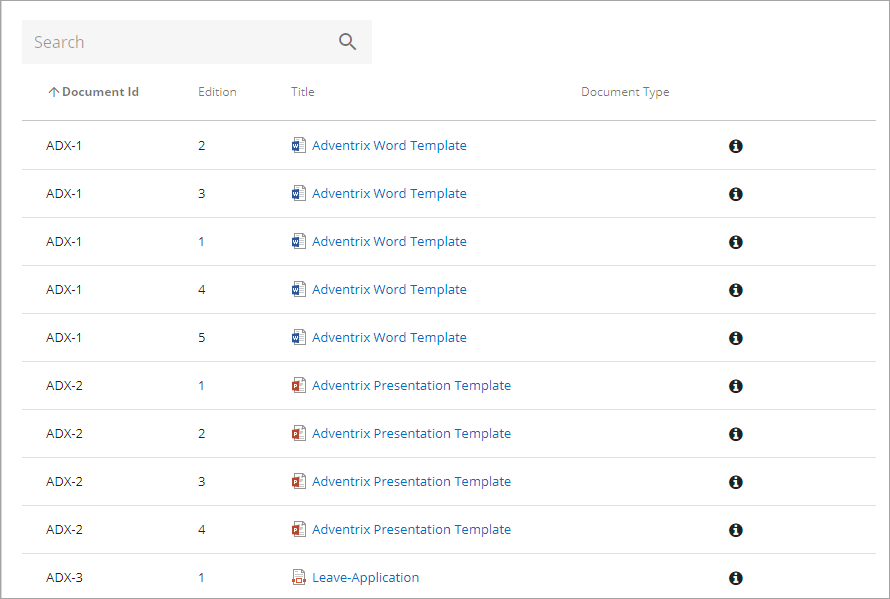 Search
Document Id Edition Title Document Type
ADX-1 2 Adventrix Word Template
ADX-1 3 Adventrix Word Template
ADX-1 1 Adventrix Word Template
ADX-1 4 Adventrix Word Template
ADX-1 5 Adventrix Word Template
ADX-2 1 Adventrix Presentation Template
ADX-2 2 Adventrix Presentation Template
ADX-2 3 Adventrix Presentation Template
ADX-2 4 Adventrix Presentation Template
ADX-3 1 Leave-Application